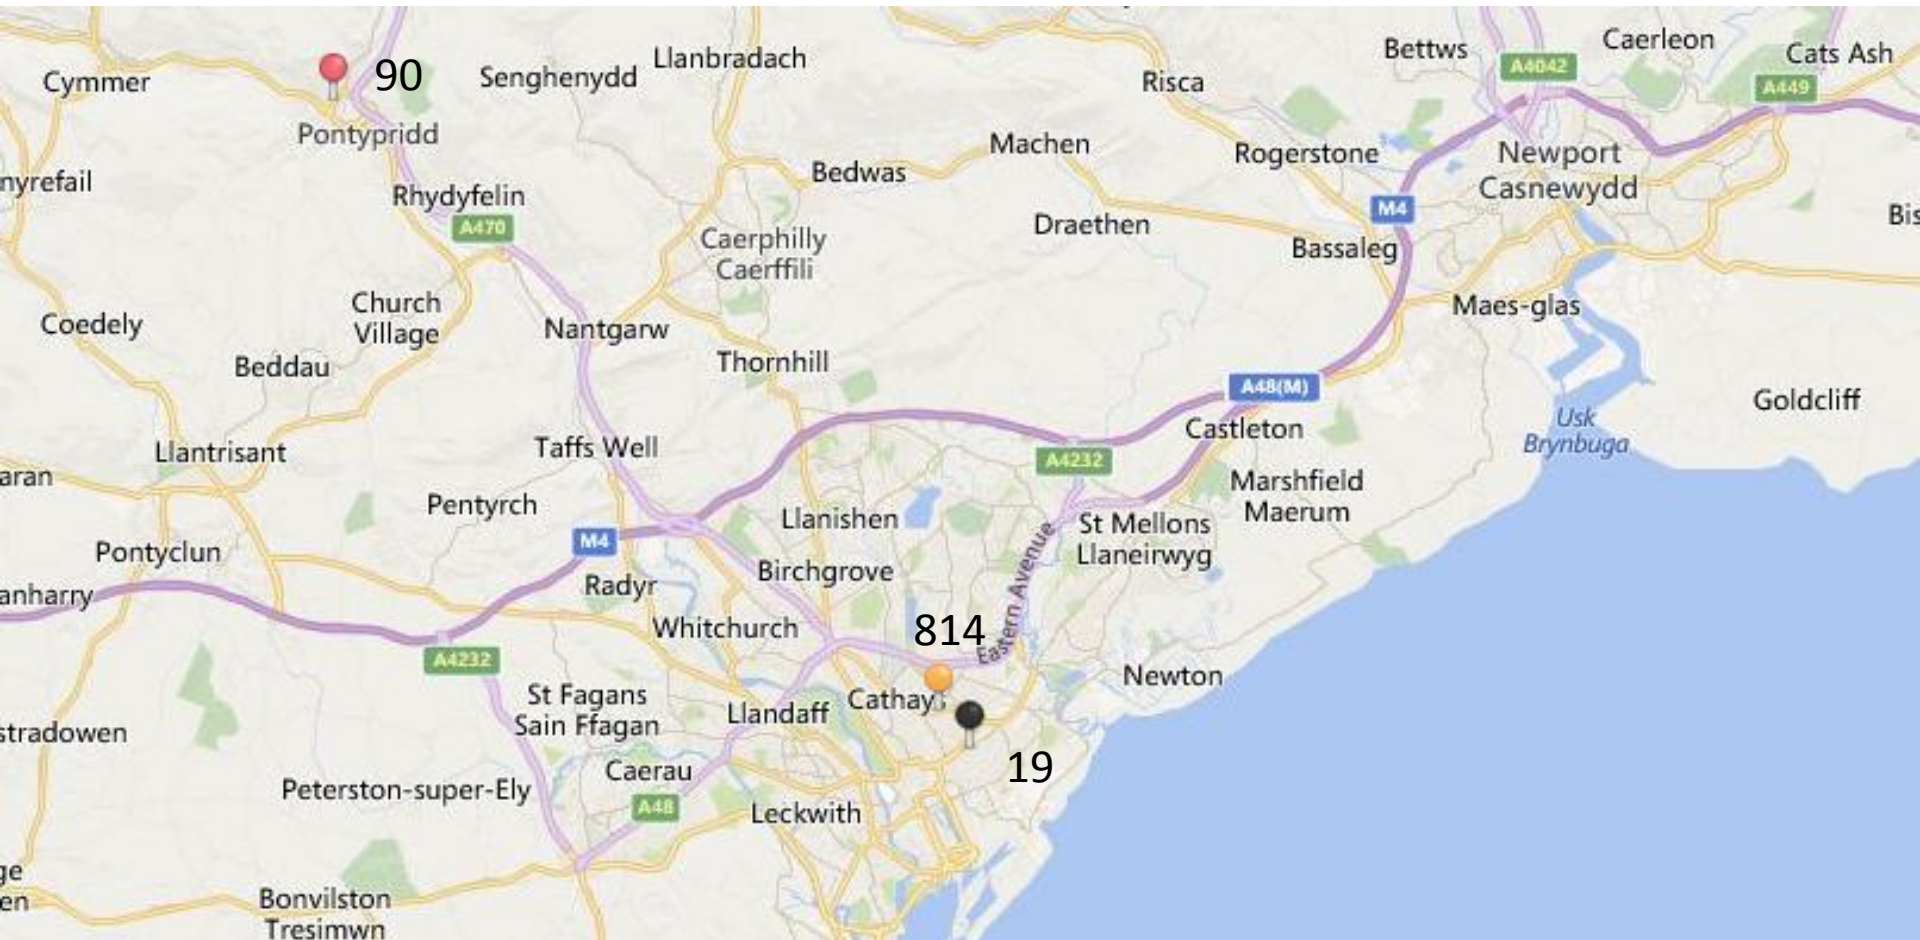 Bettws
Caerleon
Cats Ash
A4042
A449
Llanbradach
Senghenydd
Cymmer
90
Risca
Pontypridd
Machen
Rogerstone
Newport
Casnewydd
nyrefail
Bedwas
Rhydyfelin
A470
M4
Bis
Draethen
Caerphilly
Caerffili
Bassaleg
Church
Village
Maes-glas
Coedely
Nantgarw
Beddau
Thornhill
A48(M)
Goldcliff
Usk
Brynbuga
Castleton
Llantrisant
Taffs Well
A4232
aran
Marshfield
Maerum
Pentyrch
Llanishen
St Mellons
Llaneirwyg
M4
Pontyclun
Birchgrove
Radyr
anharry
Eastern Avenue
Whitchurch
814
A4232
Newton
St Fagans
Sain Ffagan
Cathays
Llandaff
stradowen
19
Caerau
Peterston-super-Ely
A48
Leckwith
ge
en
Bonvilston
Tresimwn